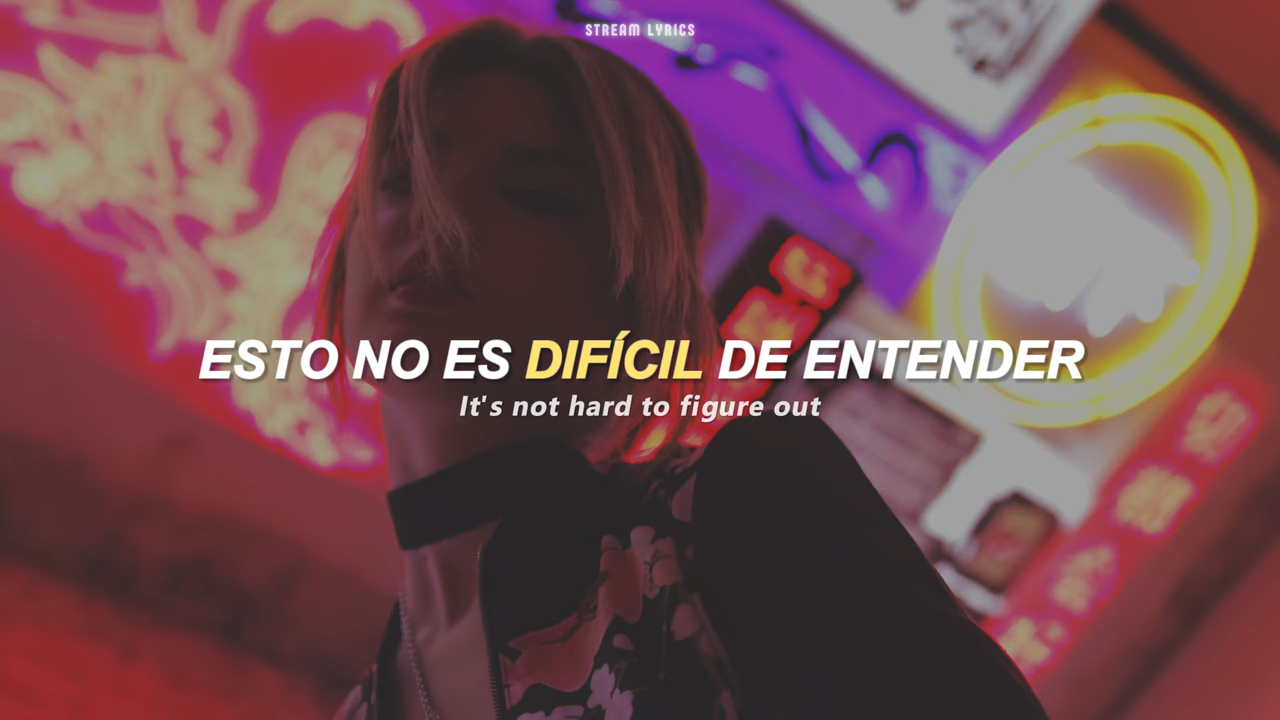 STREAM LYRICS
ESTO NO ES DIFÍCIL DE ENTENDER
It's not hard to figure out